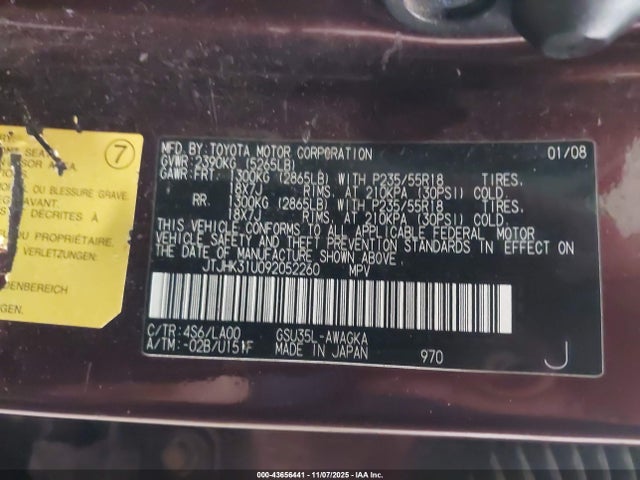 7
OU BLESSURE GRAVE.
DÉCRITES À
OU PROPRIÉTAIRE.
VERLETZUNG
MFD. BY TOYOTA MOTOR CORPORATION 01/08
GVWR: 2390KG (5265LB)
GAWR: FRT. 1300KG (2865LB) WITH P235/55R18 TIRES,
18X7J RIMS, AT 210KPA (30PSI) COLD.
RR. 1300KG (2865LB) WITH P235/55R18 TIRES,
18X7J RIMS, AT 210KPA (30PSI) COLD.
THIS VEHICLE CONFORMS TO ALL APPLICABLE FEDERAL MOTOR
VEHICLE SAFETY AND THEFT PREVENTION STANDARDS IN EFFECT ON
THE DATE OF MANUFACTURE SHOWN ABOVE.
JTJHK31U092052260 MPV
C/TR: 4S6/LA00 GSU35L-AWAGKA
A/TM: -02B/U151F MADE IN JAPAN 970 J
000-43656441 - 11/07/2025 - IAA Inc.